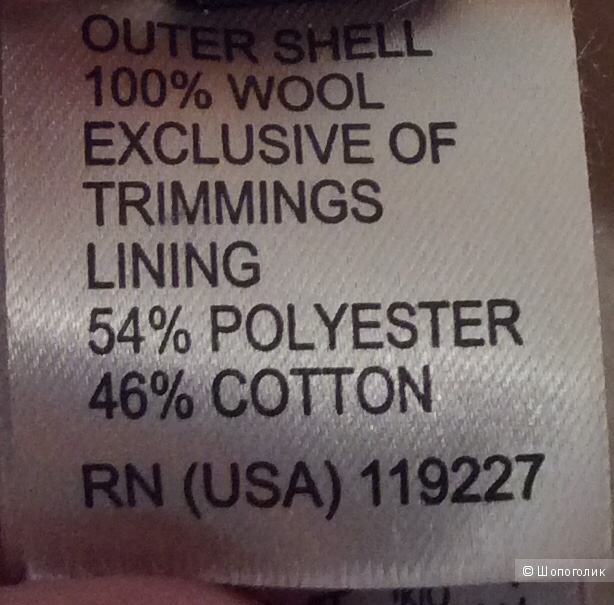 OUTER SHELL
100% WOOL
EXCLUSIVE OF
TRIMMINGS
LINING
54% POLYESTER
46% COTTON
RN (USA) 119227
© Шопоголик